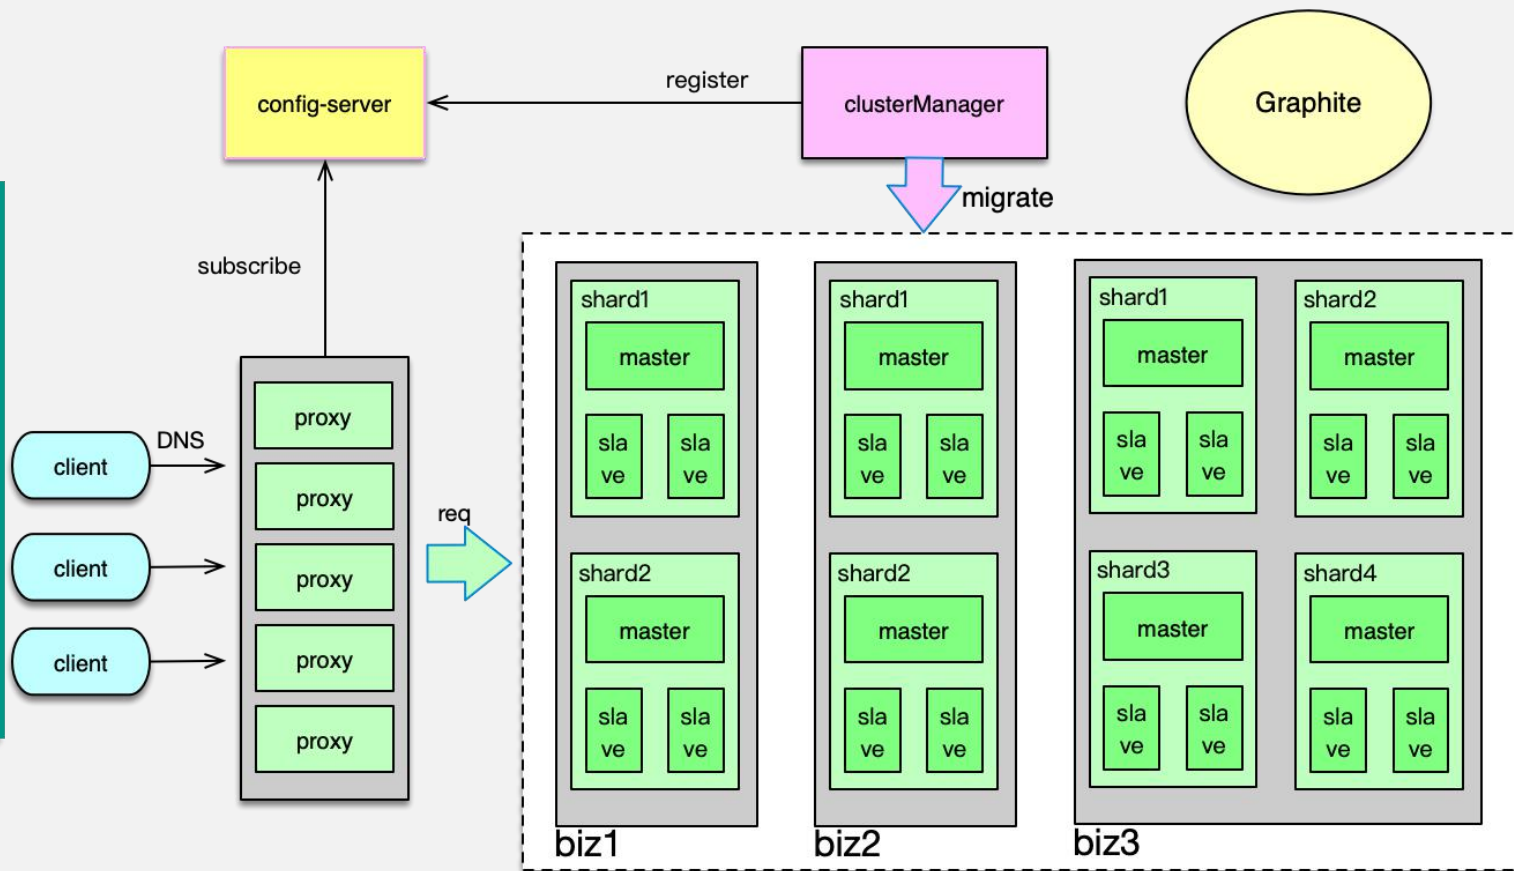 config-server
register
clusterManager
Graphite
migrate
subscribe
DNS
client
client
client
proxy
proxy
proxy
proxy
proxy
req
shard1
master
sla
ve
sla
ve
shard2
master
sla
ve
sla
ve
biz1
shard1
master
sla
ve
sla
ve
shard2
master
sla
ve
sla
ve
biz2
shard1
master
sla
ve
sla
ve
shard2
master
sla
ve
sla
ve
shard3
master
sla
ve
sla
ve
shard4
master
sla
ve
sla
ve
biz3